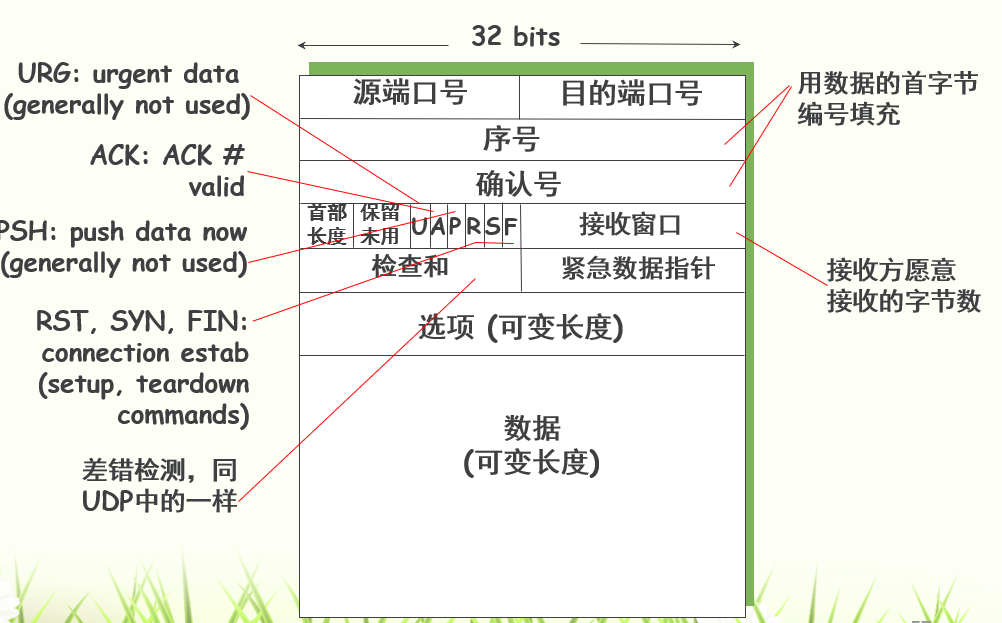 32 bits
URG: urgent data
(generally not used)
ACK: ACK #
valid
PSH: push data now
(generally not used)
RST, SYN, FIN:
connection estab
(setup, teardown
commands)
差错检测，同
UDP中的一样
源端口号
目的端口号
序号
确认号
首部
长度
保留
未用
U A P R S F
接收窗口
检查和
紧急数据指针
选项 (可变长度)
数据
(可变长度)
用数据的首字节
编号填充
接收方愿意
接收的字节数